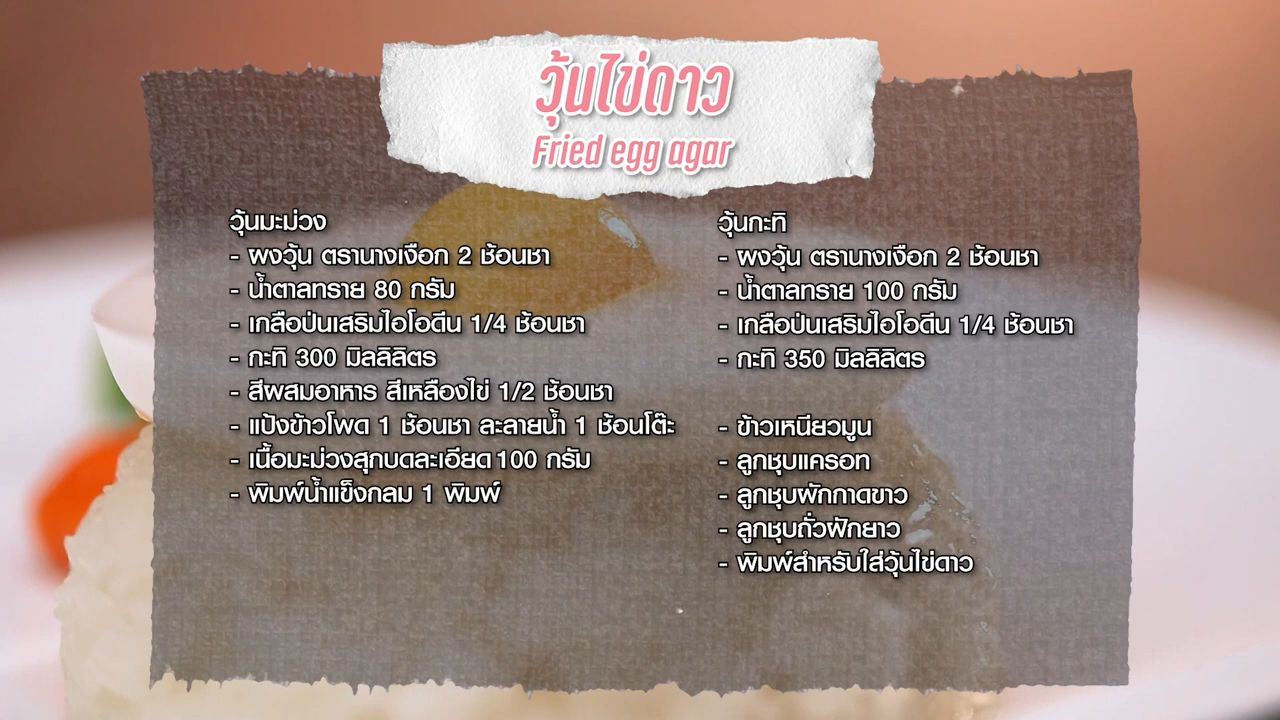 วุ้นไข่ดาว
Fried egg agar
วุ้นมะม่วง
- ผงวุ้น ตรานางเงือก 2 ช้อนชา
- น้ำตาลทราย 80 กรัม
- เกลือป่นเสริมไอโอดีน 1/4 ช้อนชา
- กะทิ 300 มิลลิลิตร
- สีผสมอาหาร สีเหลืองไข่ 1/2 ช้อนชา
- แป้งข้าวโพด 1 ช้อนชา ละลายน้ำ 1 ช้อนโต๊ะ
- เนื้อมะม่วงสุกบดละเอียด 100 กรัม
- พิมพ์น้ำแข็งกลม 1 พิมพ์
วุ้นกะทิ
- ผงวุ้น ตรานางเงือก 2 ช้อนชา
- น้ำตาลทราย 100 กรัม
- เกลือป่นเสริมไอโอดีน 1/4 ช้อนชา
- กะทิ 350 มิลลิลิตร
- ข้าวเหนียวมูน
- ลูกชุบแครอท
- ลูกชุบผักกาดขาว
- ลูกชุบถั่วฝักยาว
- พิมพ์สำหรับใส่วุ้นไข่ดาว